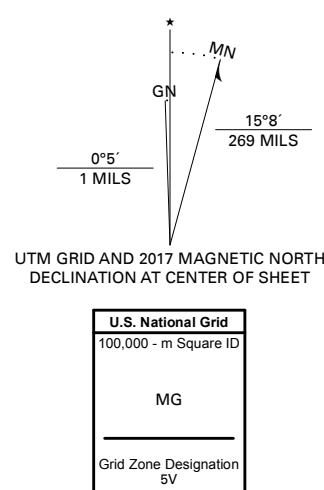 ★
MN
GN
15°8´
269 MILS
0°5´
1 MILS
UTM GRID AND 2017 MAGNETIC NORTH
DECLINATION AT CENTER OF SHEET
U.S. National Grid
100,000 - m Square ID
MG
Grid Zone Designation
5V